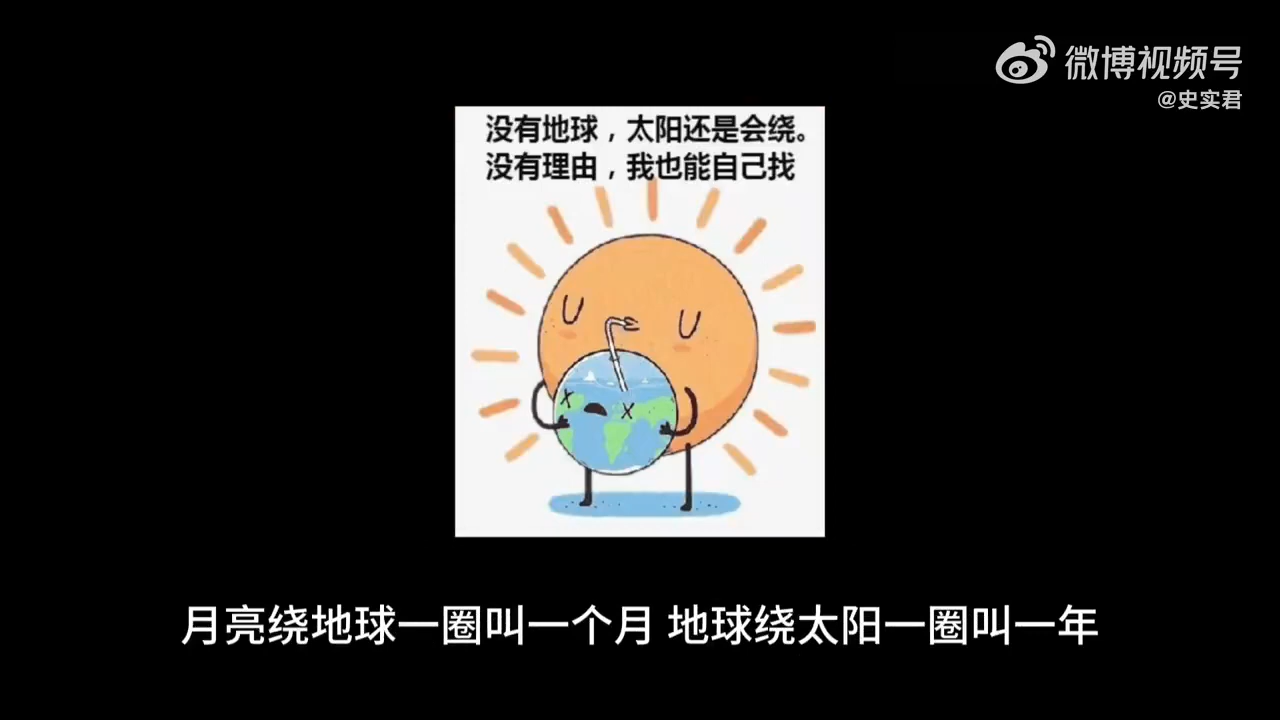 微博视频号
@史实君
没有地球，太阳还是会绕。
没有理由，我也能自己找
月亮绕地球一圈叫一个月 地球绕太阳一圈叫一年